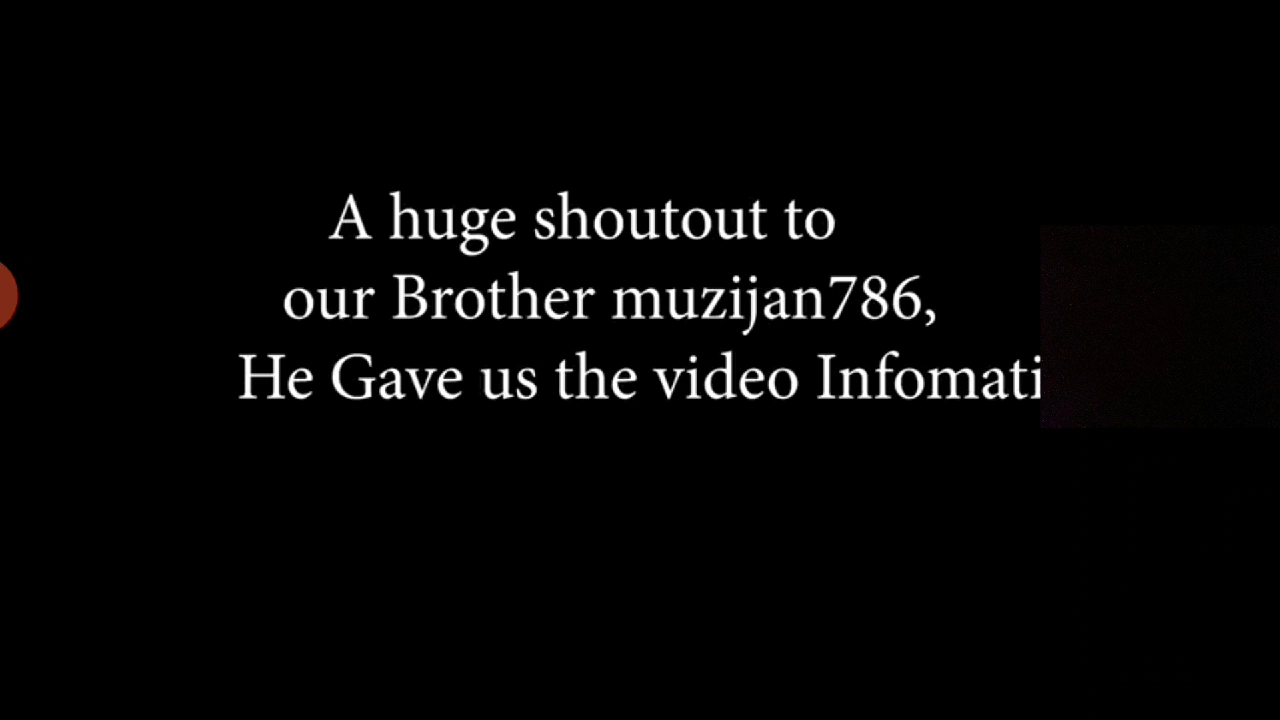 A huge shoutout to
our Brother muzijan786,
He Gave us the video Infomati